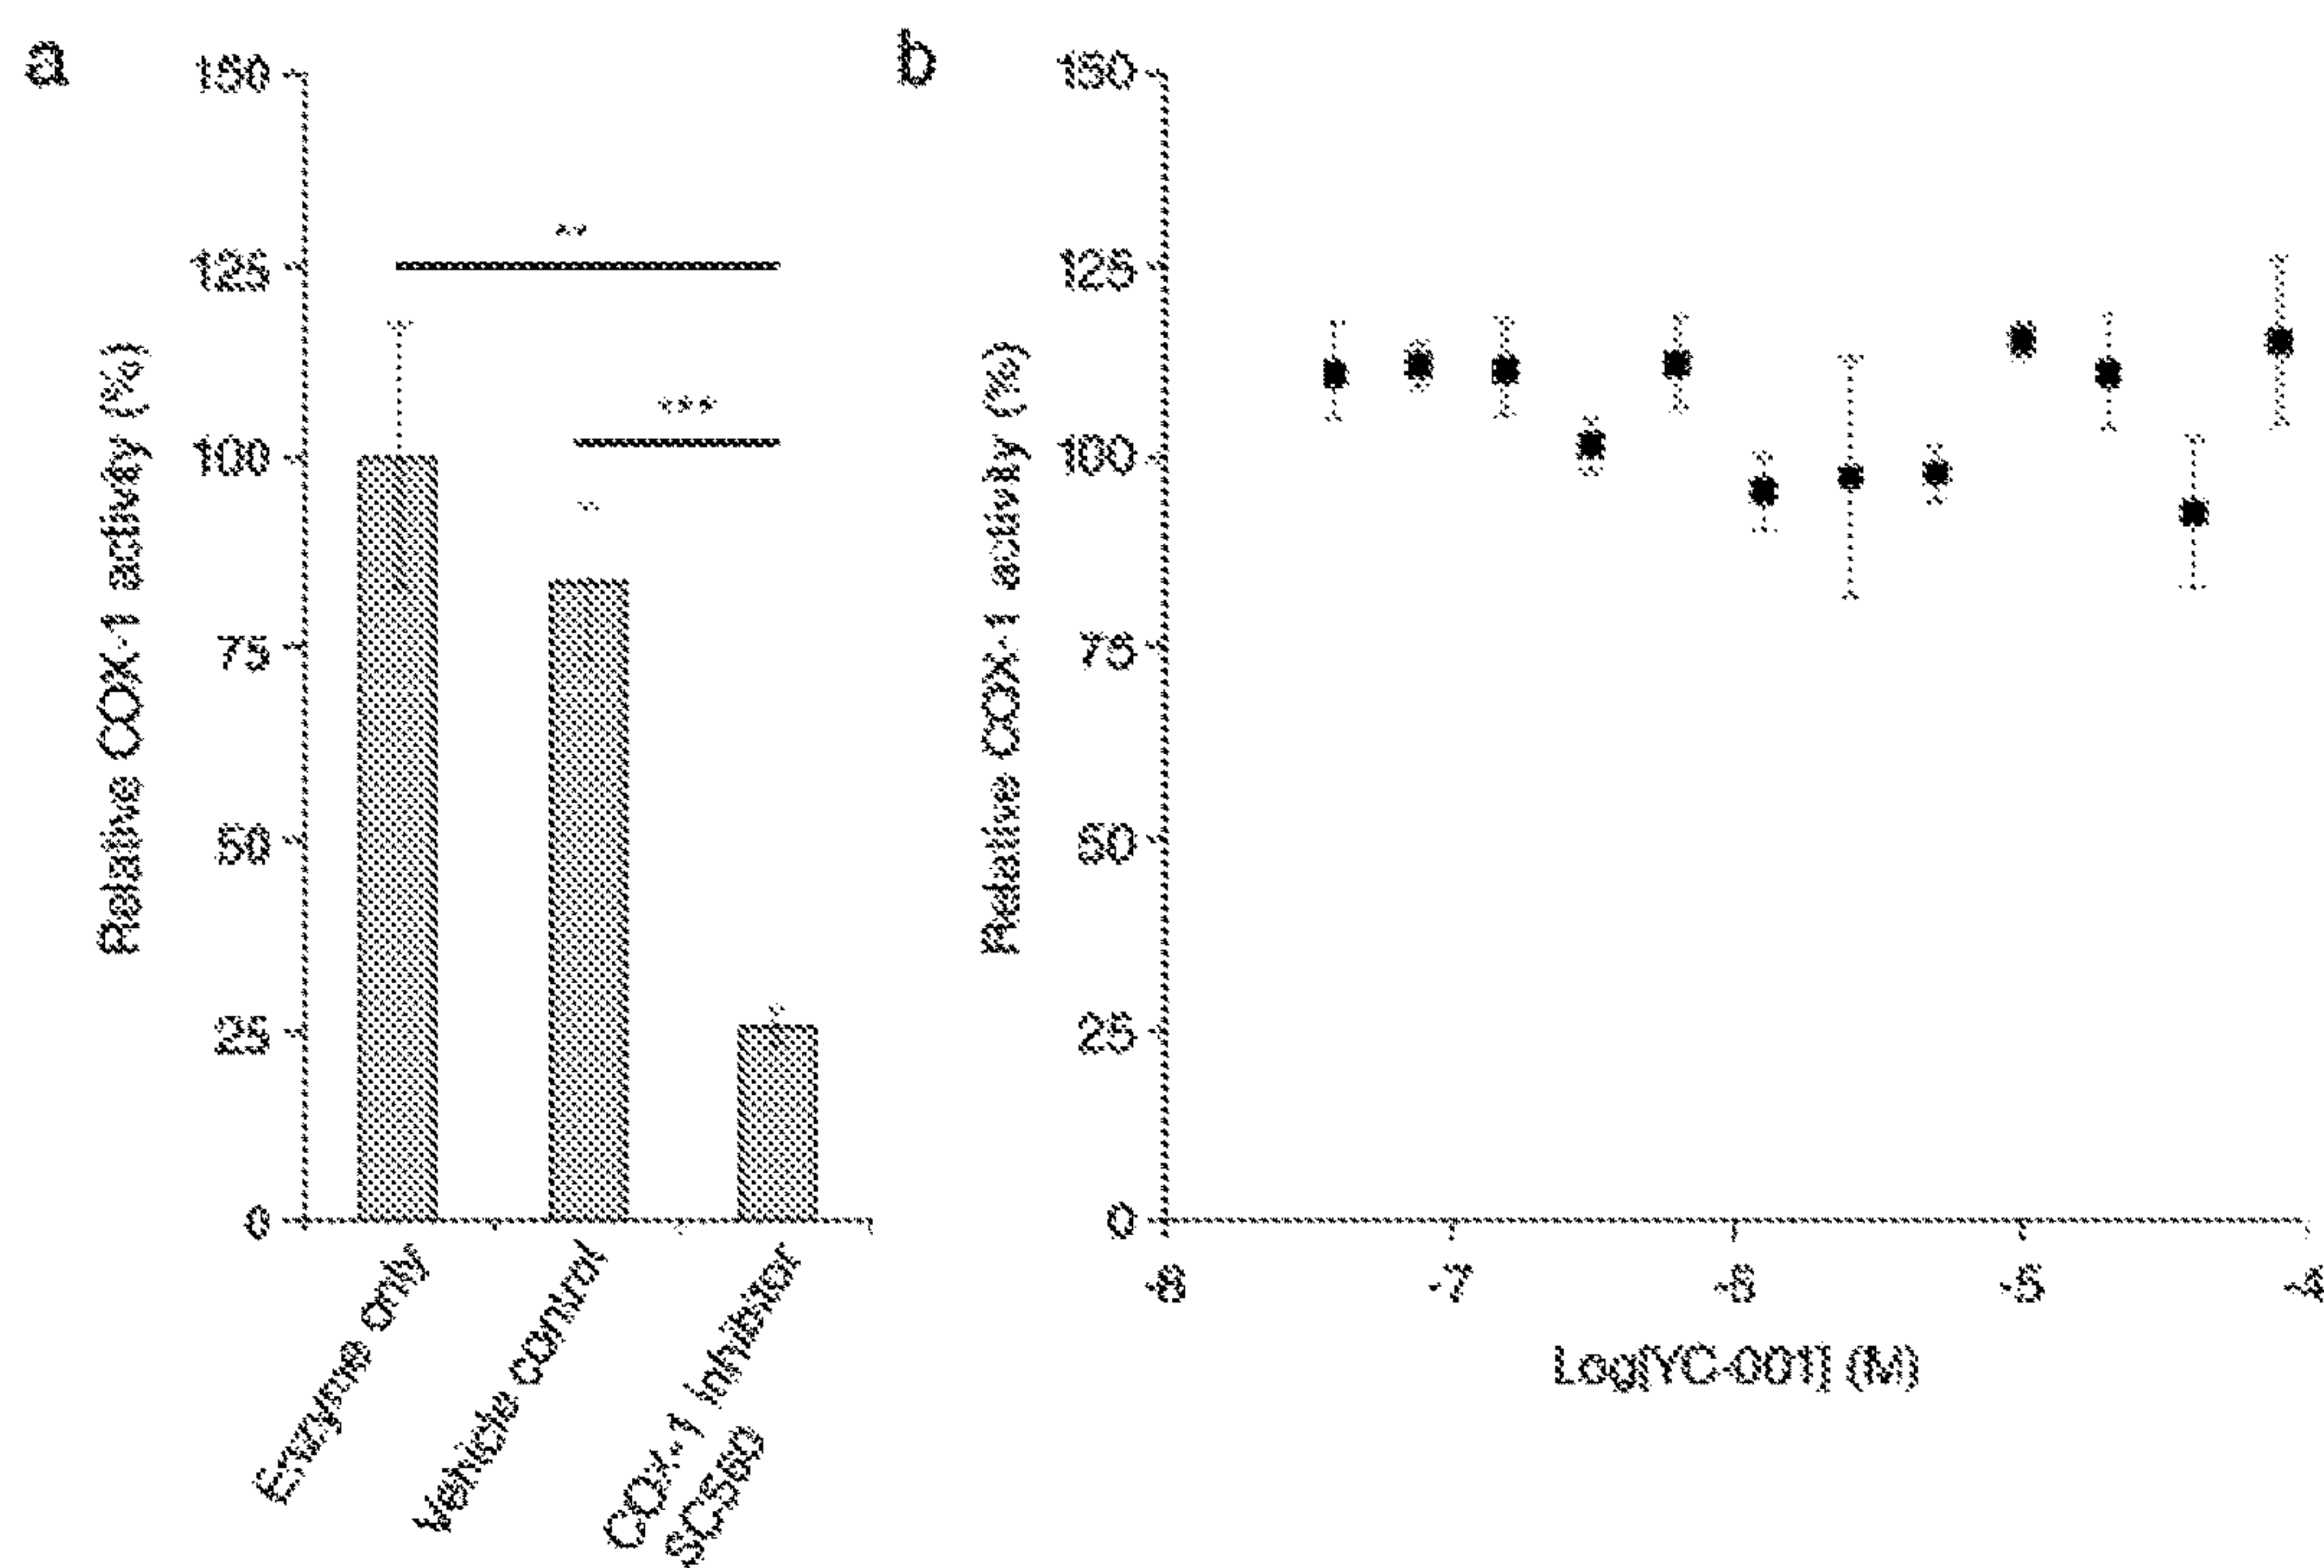 a
150
125
100
75
50
25
0
Relative COX-1 activity (%)
**
***
Enzyme only
Vehicle control
COX-1 inhibitor
SC560
b
150
125
100
75
50
25
0
Relative COX-1 activity (%)
-8
-7
-6
-5
-4
Log[YC-001] (M)